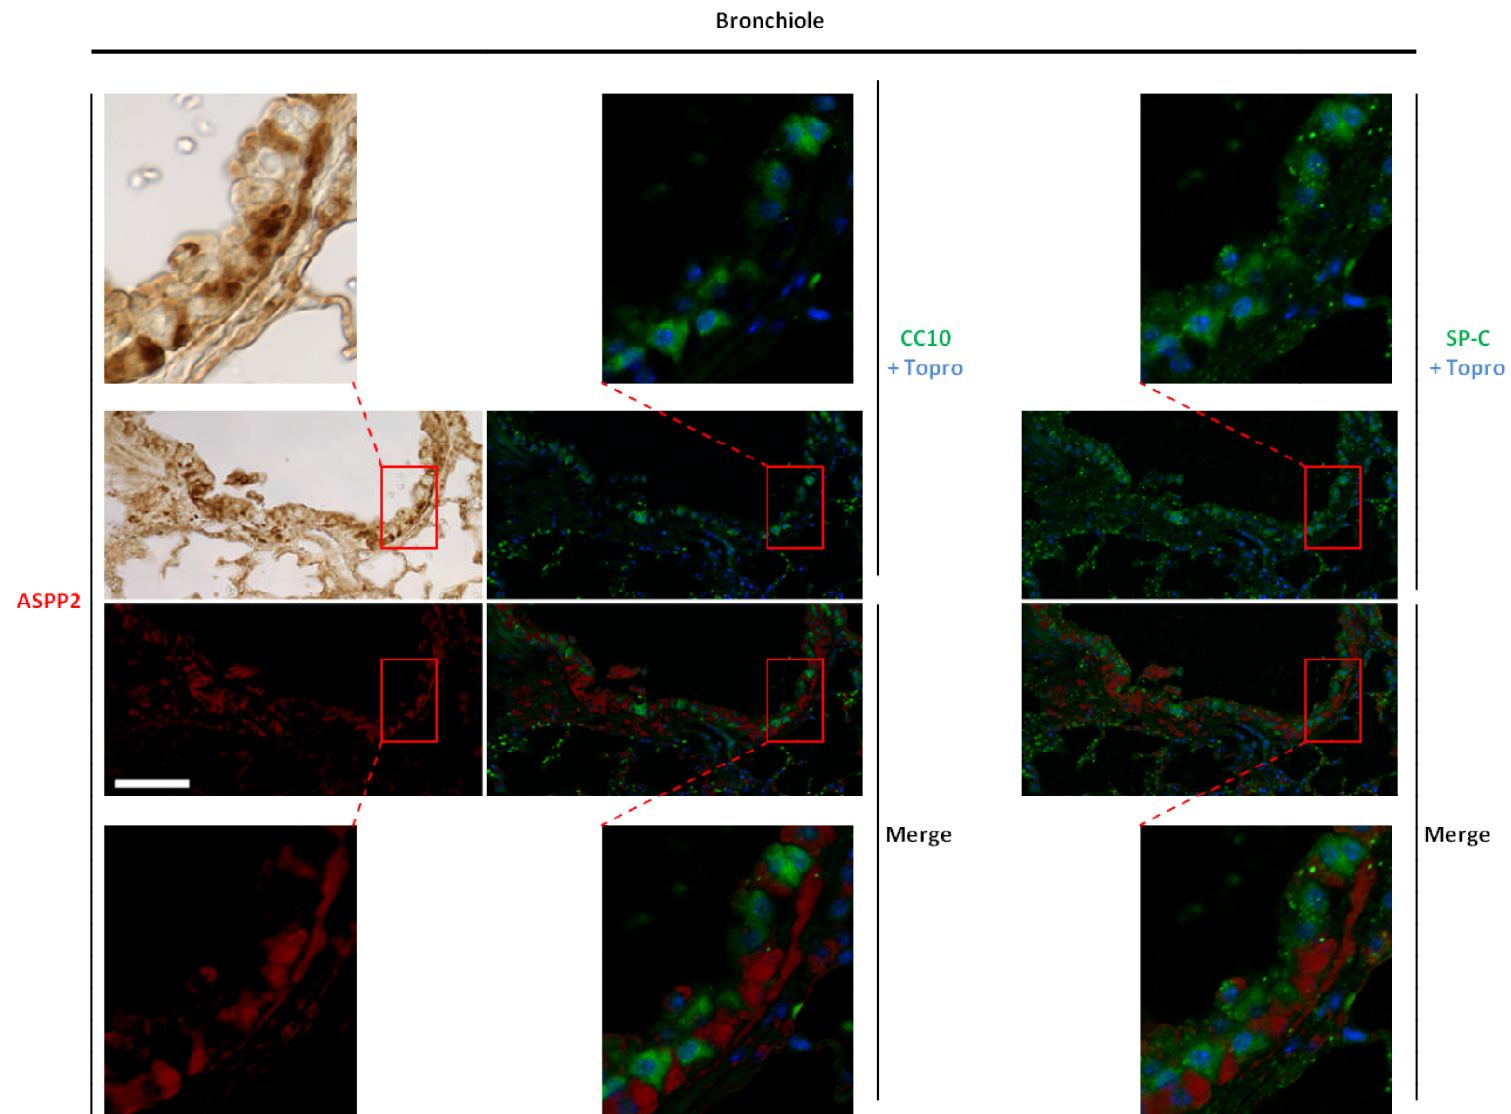 Bronchiole
CC10
+ Topro
SP-C
+ Topro
ASPP2
Merge
Merge